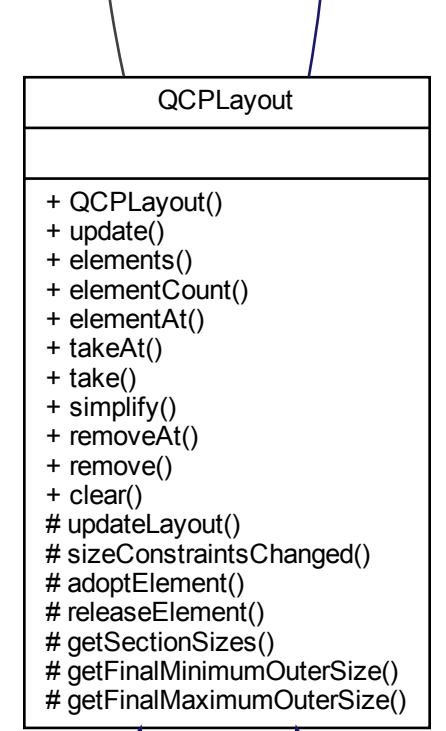 QCPLayout
+ QCPLayout()
+ update()
+ elements()
+ elementCount()
+ elementAt()
+ takeAt()
+ take()
+ simplify()
+ removeAt()
+ remove()
+ clear()
# updateLayout()
# sizeConstraintsChanged()
# adoptElement()
# releaseElement()
# getSectionSizes()
# getFinalMinimumOuterSize()
# getFinalMaximumOuterSize()